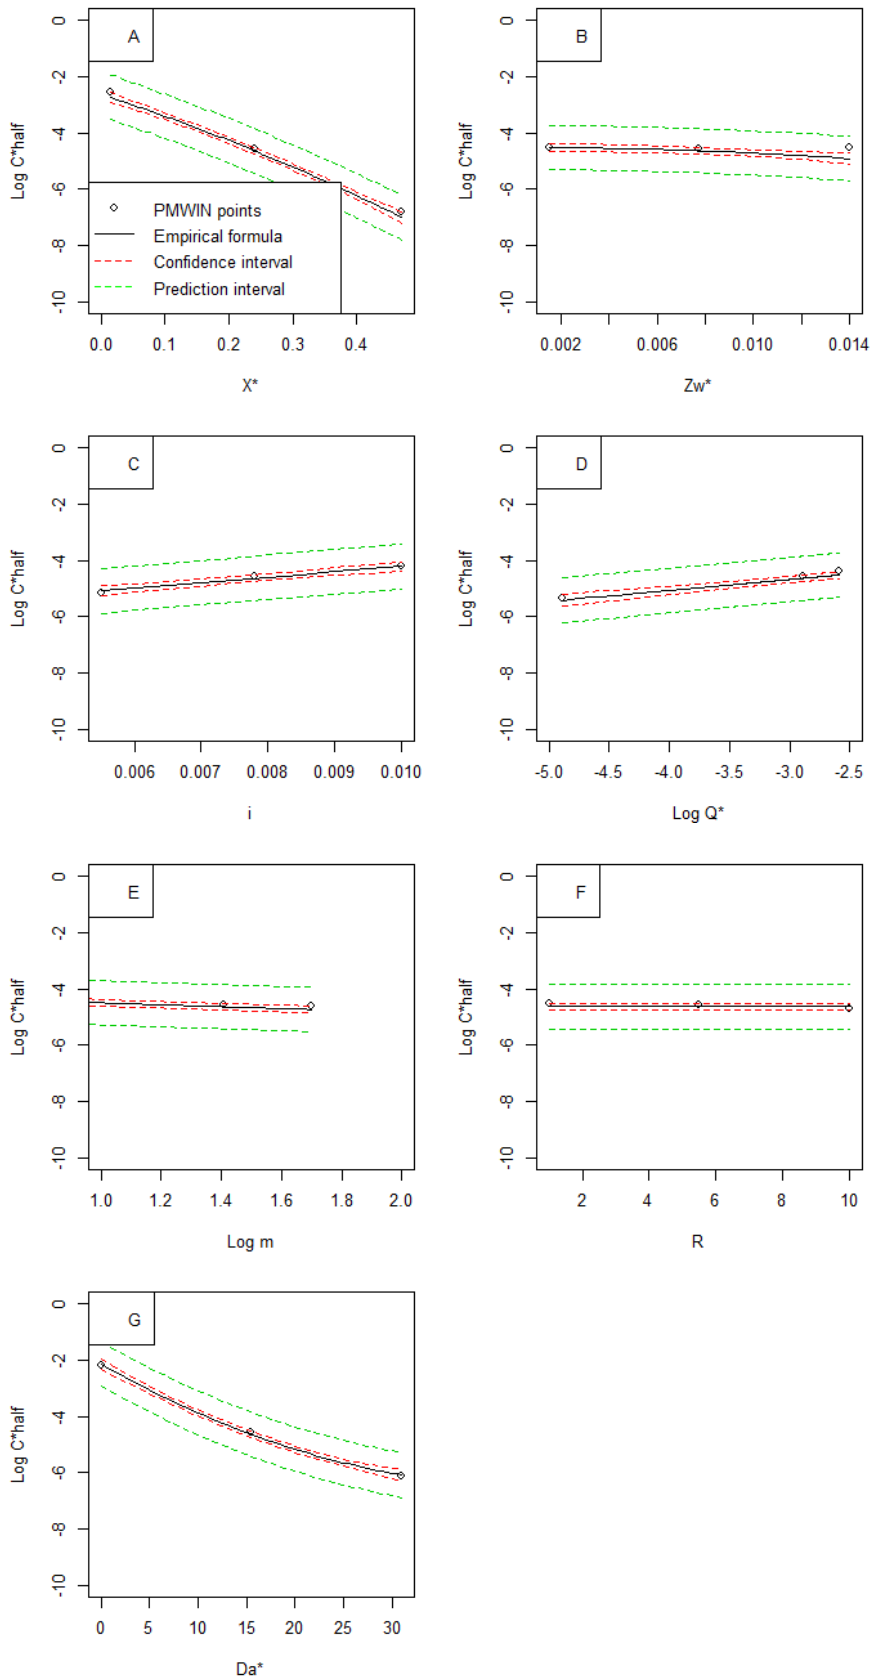 A
Log C*half
0
-2
-4
-6
-8
-10
PMWIN points
Empirical formula
Confidence interval
Prediction interval
0.0 0.1 0.2 0.3 0.4
X*
B
Log C*half
0
-2
-4
-6
-8
-10
0.002 0.006 0.010 0.014
Zw*
C
Log C*half
0
-2
-4
-6
-8
-10
0.006 0.007 0.008 0.009 0.010
i
D
Log C*half
0
-2
-4
-6
-8
-10
-5.0 -4.5 -4.0 -3.5 -3.0 -2.5
Log Q*
E
Log C*half
0
-2
-4
-6
-8
-10
1.0 1.2 1.4 1.6 1.8 2.0
Log m
F
Log C*half
0
-2
-4
-6
-8
-10
2 4 6 8 10
R
G
Log C*half
0
-2
-4
-6
-8
-10
0 5 10 15 20 25 30
Da*